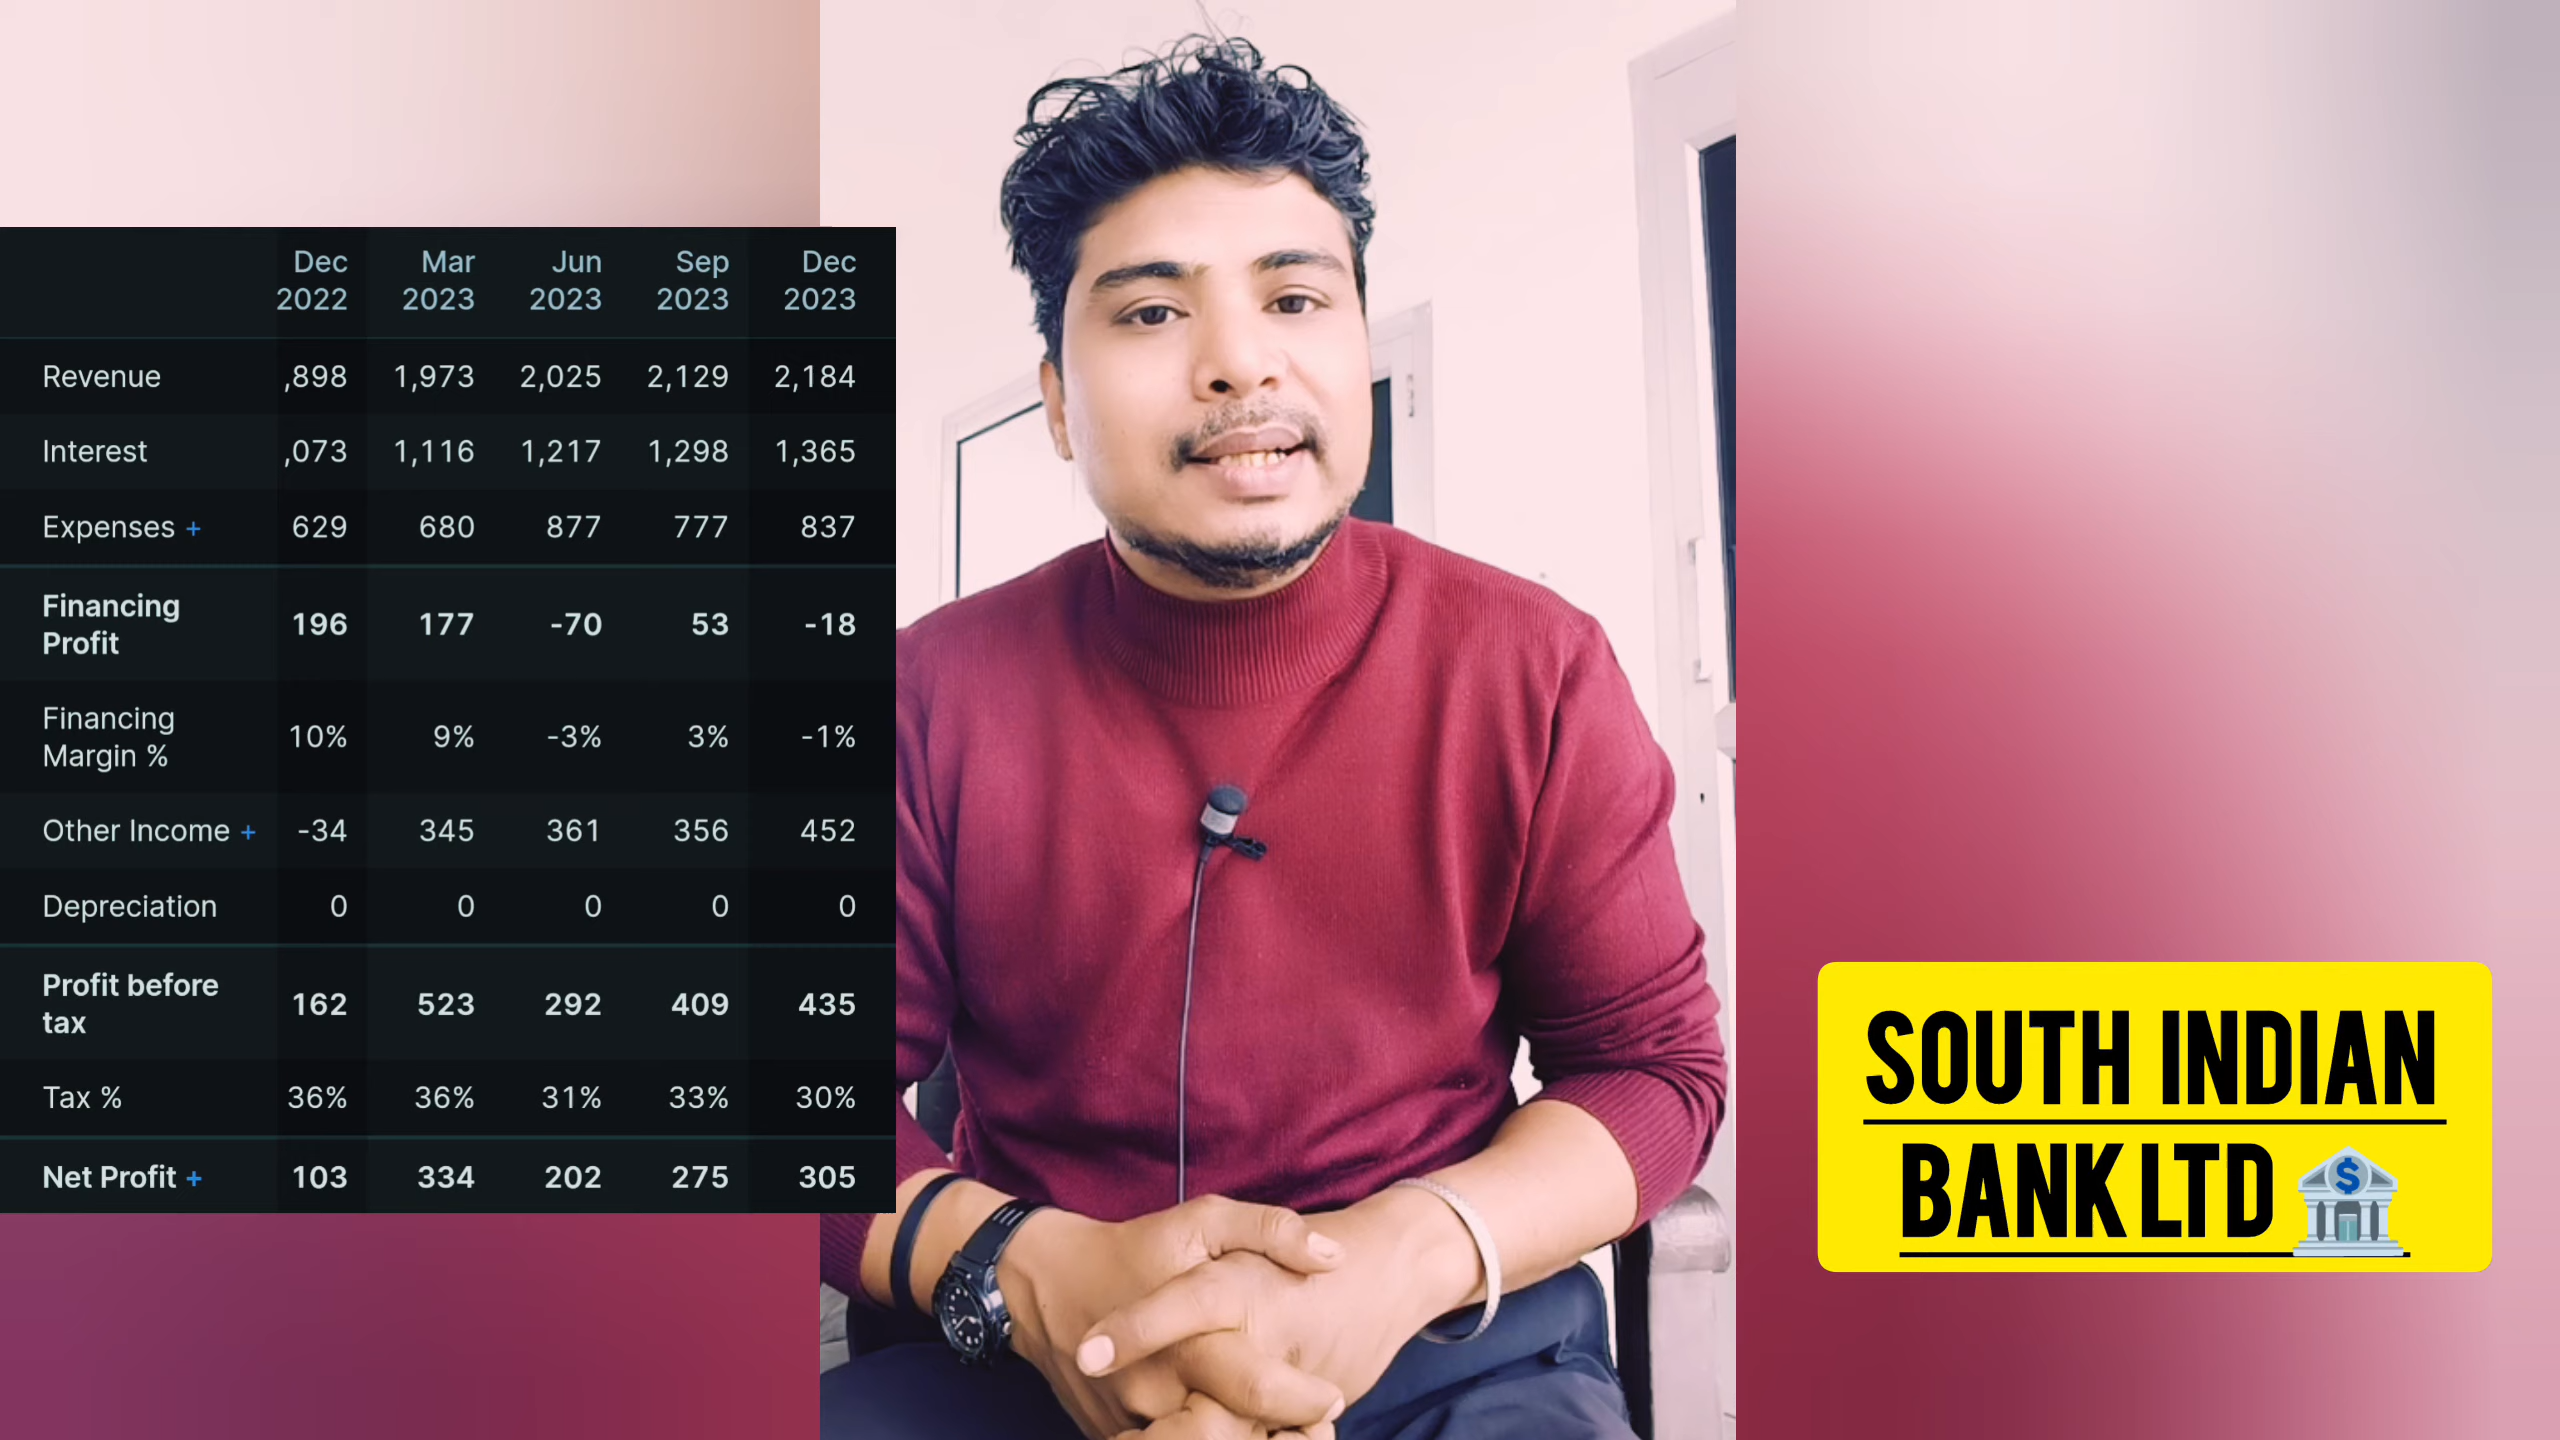 Dec Mar Jun Sep Dec
2022 2023 2023 2023 2023
Revenue ,898 1,973 2,025 2,129 2,184
Interest ,073 1,116 1,217 1,298 1,365
Expenses + 629 680 877 777 837
Financing
Profit 196 177 -70 53 -18
Financing
Margin % 10% 9% -3% 3% -1%
Other Income + -34 345 361 356 452
Depreciation 0 0 0 0 0
Profit before
tax 162 523 292 409 435
Tax % 36% 36% 31% 33% 30%
Net Profit + 103 334 202 275 305
SOUTH INDIAN
BANK LTD